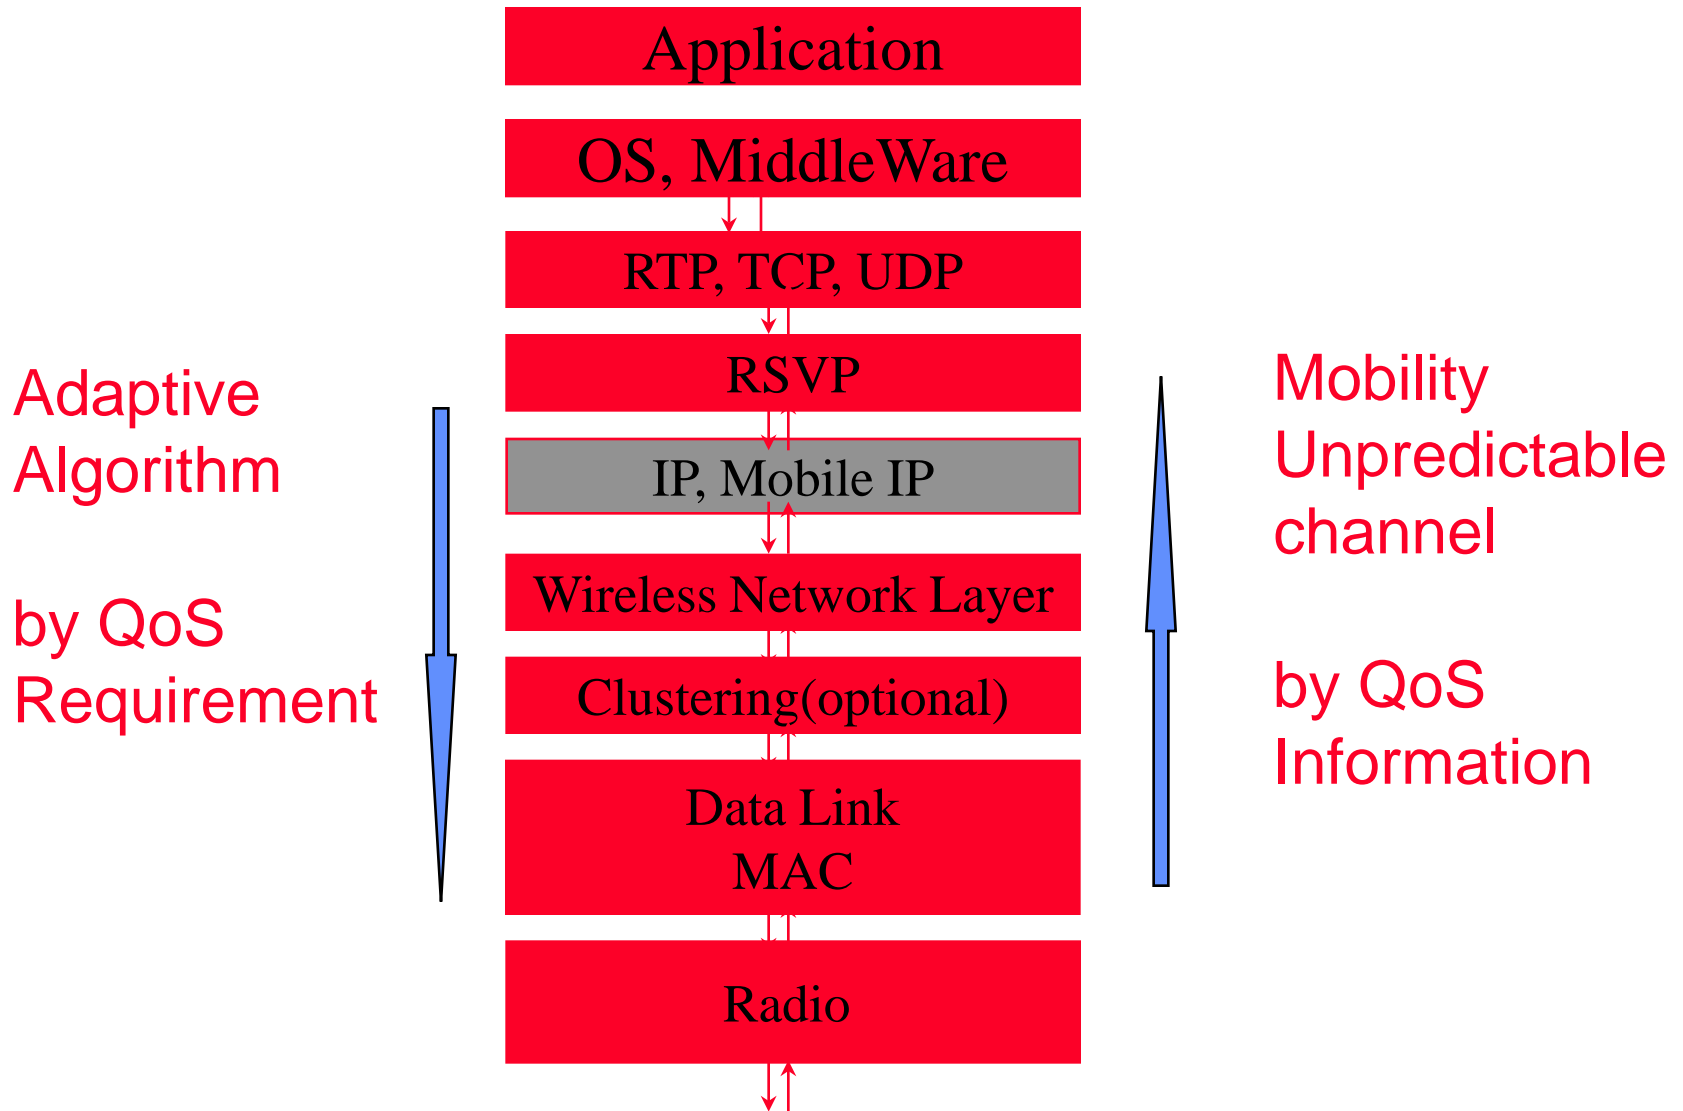 Application
OS, MiddleWare
RTP, TCP, UDP
RSVP
IP, Mobile IP
Wireless Network Layer
Clustering(optional)
Data Link
MAC
Radio
Adaptive
Algorithm
by QoS
Requirement
Mobility
Unpredictable
channel
by QoS
Information